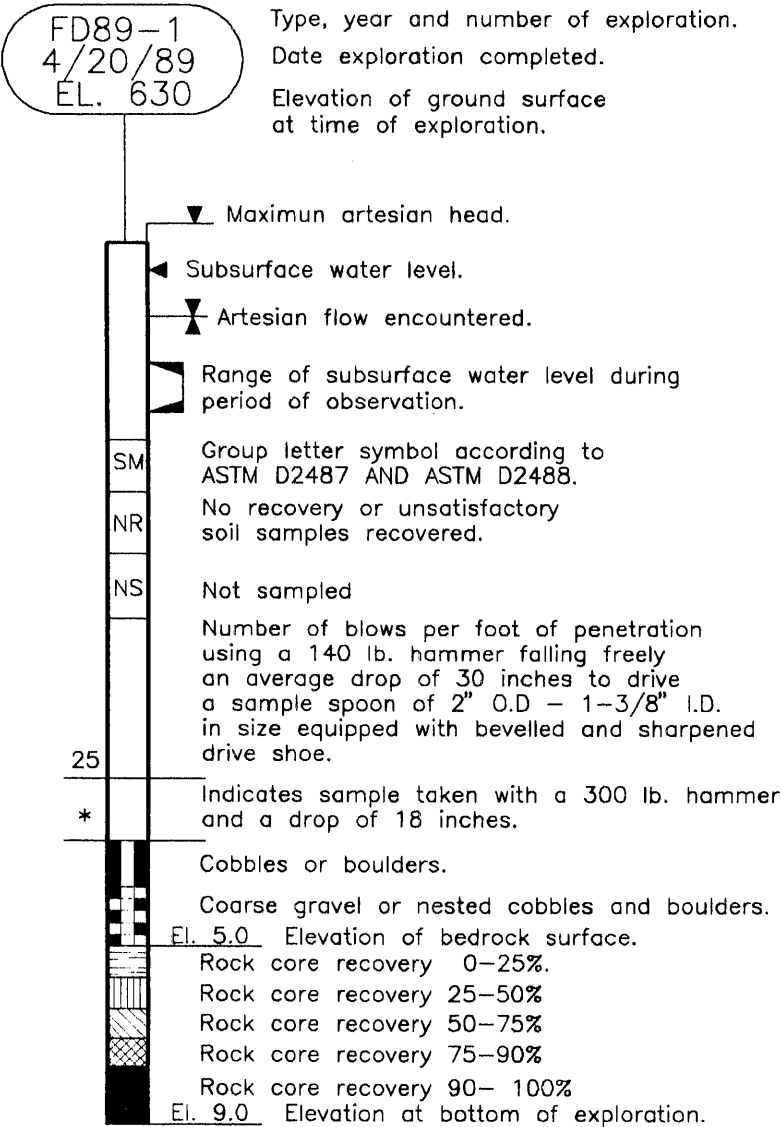 FD89-1
4/20/89
EL. 630
Type, year and number of exploration.
Date exploration completed.
Elevation of ground surface
at time of exploration.
Maximun artesian head.
Subsurface water level.
Artesian flow encountered.
Range of subsurface water level during
period of observation.
SM
Group letter symbol according to
ASTM D2487 AND ASTM D2488.
NR
No recovery or unsatisfactory
soil samples recovered.
NS
Not sampled
Number of blows per foot of penetration
using a 140 lb. hammer falling freely
an average drop of 30 inches to drive
a sample spoon of 2" O.D - 1-3/8" I.D.
in size equipped with bevelled and sharpened
drive shoe.
25
*
Indicates sample taken with a 300 lb. hammer
and a drop of 18 inches.
Cobbles or boulders.
Coarse gravel or nested cobbles and boulders.
El. 5.0 Elevation of bedrock surface.
Rock core recovery 0-25%.
Rock core recovery 25-50%
Rock core recovery 50-75%
Rock core recovery 75-90%
Rock core recovery 90- 100%
El. 9.0 Elevation at bottom of exploration.